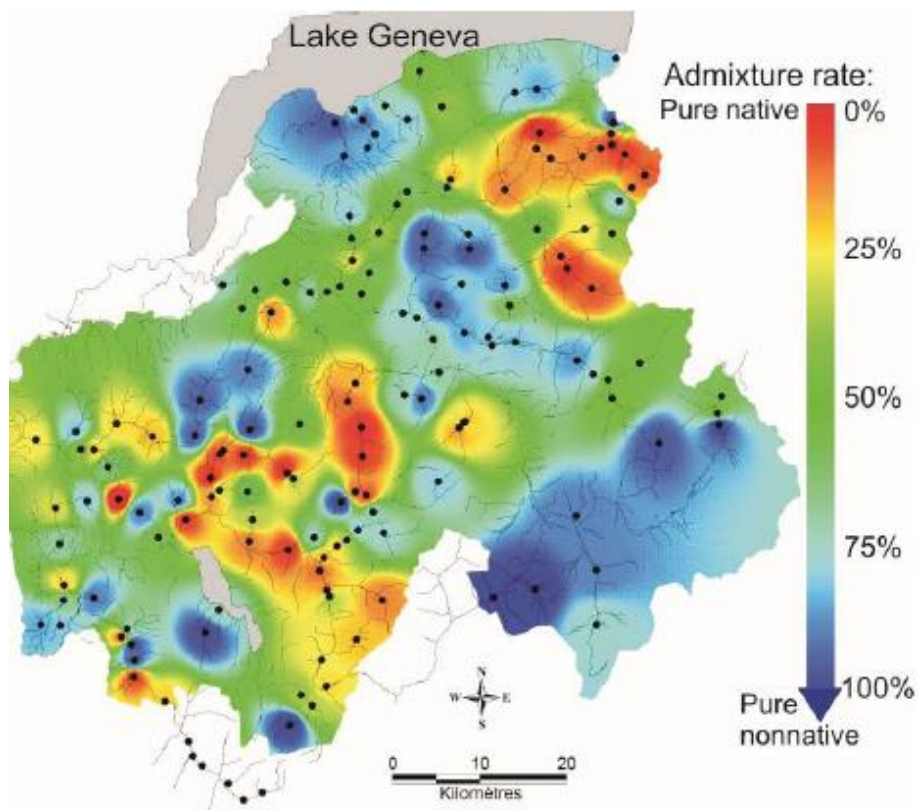 Lake Geneva
Admixture rate:
Pure native
0%
25%
50%
75%
100%
Pure
nonnative
N
W E
S
0 10 20
Kilomètres